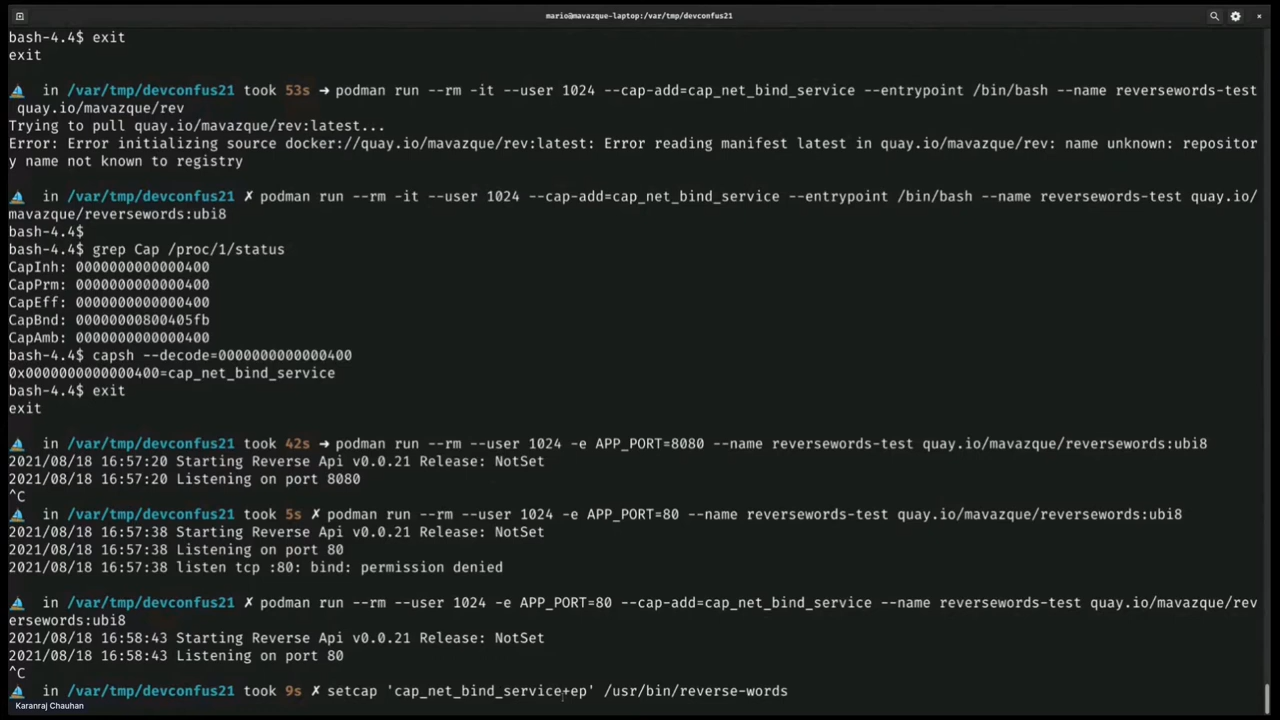 mario@mavazque-laptop:/var/tmp/devconfus21
bash-4.4$ exit
exit
in /var/tmp/devconfus21 took 53s ➜ podman run --rm -it --user 1024 --cap-add=cap_net_bind_service --entrypoint /bin/bash --name reversewords-test
quay.io/mavazque/rev
Trying to pull quay.io/mavazque/rev:latest...
Error: Error initializing source docker://quay.io/mavazque/rev:latest: Error reading manifest latest in quay.io/mavazque/rev: name unknown: repositor
y name not known to registry
in /var/tmp/devconfus21 ✗ podman run --rm -it --user 1024 --cap-add=cap_net_bind_service --entrypoint /bin/bash --name reversewords-test quay.io/
mavazque/reversewords:ubi8
bash-4.4$
bash-4.4$ grep Cap /proc/1/status
CapInh: 0000000000000400
CapPrm: 0000000000000400
CapEff: 0000000000000400
CapBnd: 00000000800405fb
CapAmb: 0000000000000400
bash-4.4$ capsh --decode=0000000000000400
0x0000000000000400=cap_net_bind_service
bash-4.4$ exit
exit
in /var/tmp/devconfus21 took 42s ➜ podman run --rm --user 1024 -e APP_PORT=8080 --name reversewords-test quay.io/mavazque/reversewords:ubi8
2021/08/18 16:57:20 Starting Reverse Api v0.0.21 Release: NotSet
2021/08/18 16:57:20 Listening on port 8080
^C
in /var/tmp/devconfus21 took 5s ✗ podman run --rm --user 1024 -e APP_PORT=80 --name reversewords-test quay.io/mavazque/reversewords:ubi8
2021/08/18 16:57:38 Starting Reverse Api v0.0.21 Release: NotSet
2021/08/18 16:57:38 Listening on port 80
2021/08/18 16:57:38 listen tcp :80: bind: permission denied
in /var/tmp/devconfus21 ✗ podman run --rm --user 1024 -e APP_PORT=80 --cap-add=cap_net_bind_service --name reversewords-test quay.io/mavazque/rev
ersewords:ubi8
2021/08/18 16:58:43 Starting Reverse Api v0.0.21 Release: NotSet
2021/08/18 16:58:43 Listening on port 80
^C
in /var/tmp/devconfus21 took 9s ✗ setcap 'cap_net_bind_service+ep' /usr/bin/reverse-words
Karanraj Chauhan